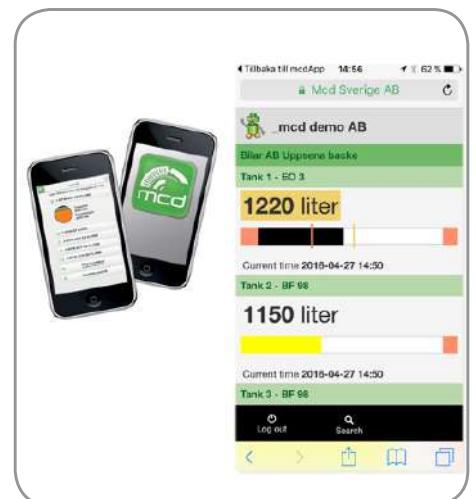 mcd
Tillbaka till mcdApp 14:56 62 %
Mcd Sverige AB
_mcd demo AB
Bilar AB Uppsena backe
Tank 1 - EO 3
1220 liter
Current time 2016-04-27 14:50
Tank 2 - BF 98
1150 liter
Current time 2016-04-27 14:50
Tank 3 - BF 98
Log out Search